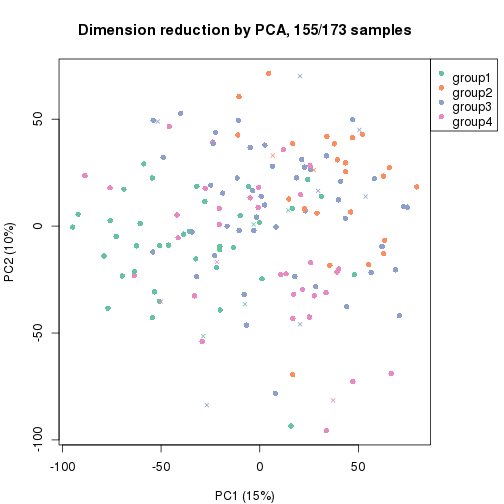 Dimension reduction by PCA, 155/173 samples
group1
group2
group3
group4
50
0
-50
-100
PC2 (10%)
-100 -50 0 50
PC1 (15%)